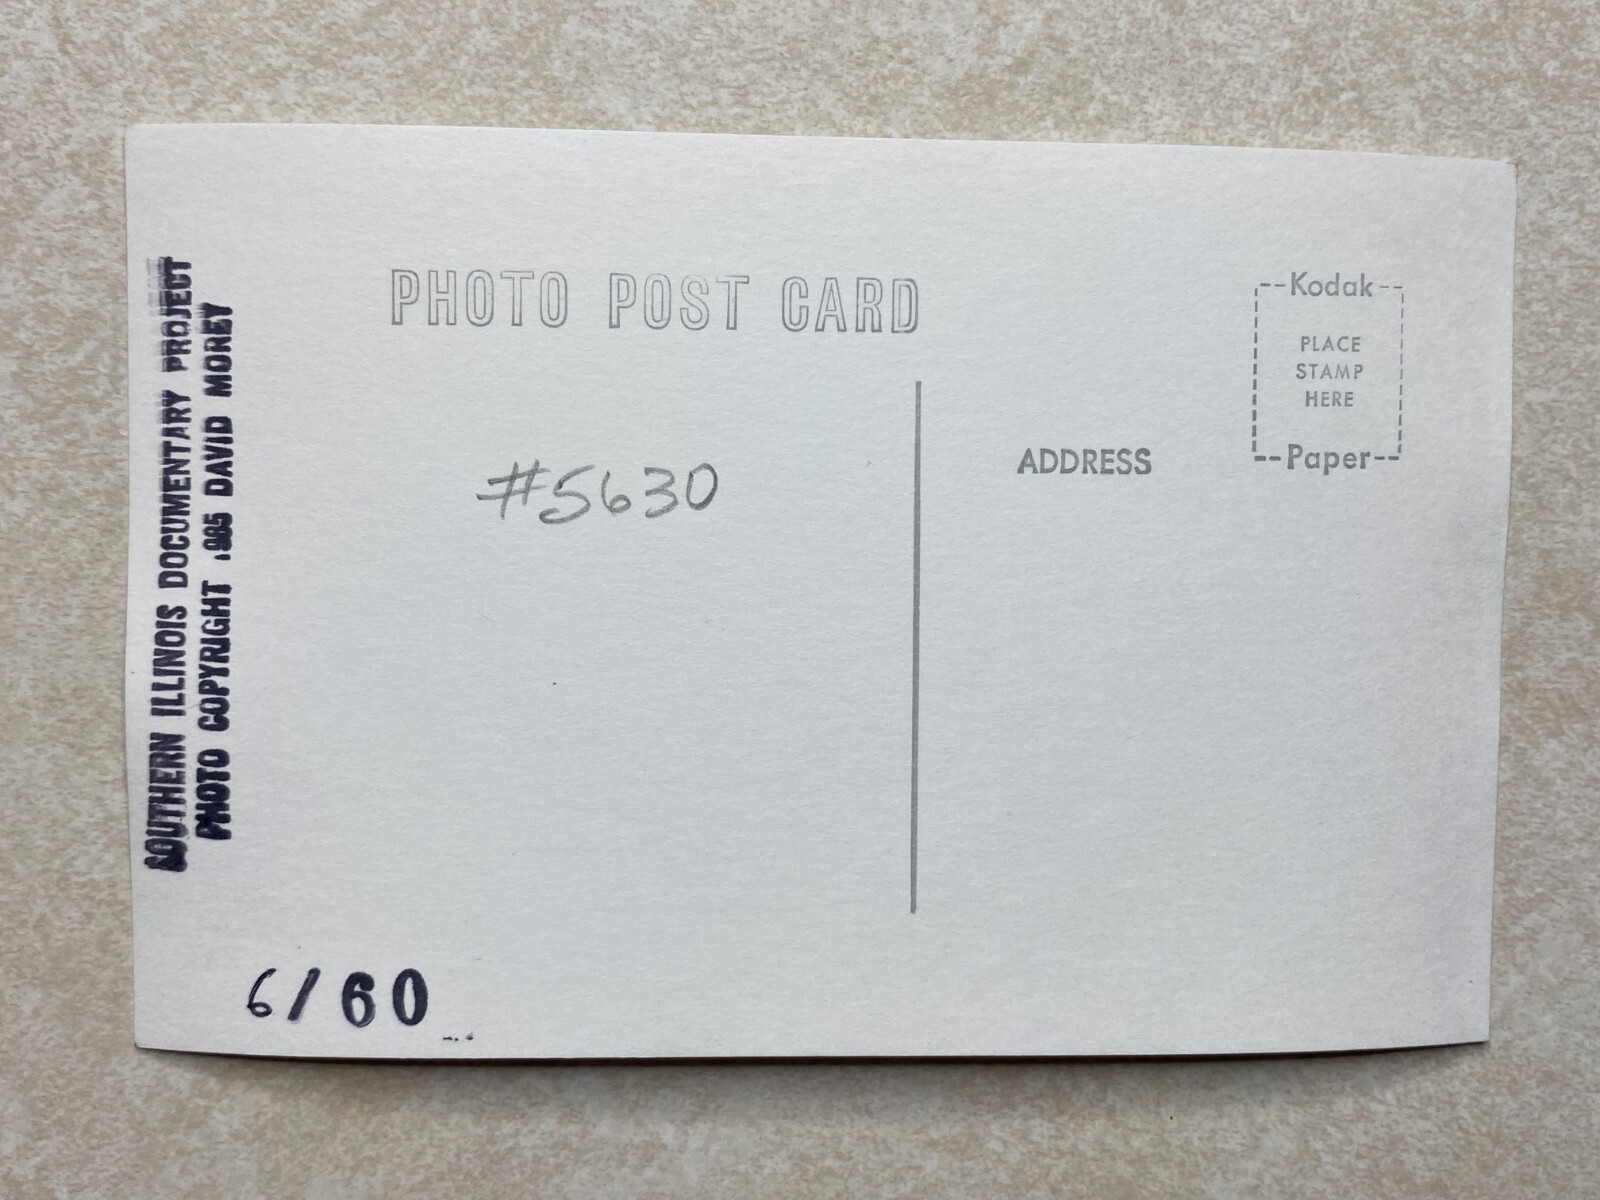 SOUTHERN ILLINOIS DOCUMENTARY PROJECT
PHOTO COPYRIGHT 1985 DAVID MOREY
PHOTO POST CARD
#5630
--Kodak--
PLACE
STAMP
HERE
--Paper--
ADDRESS
6/60